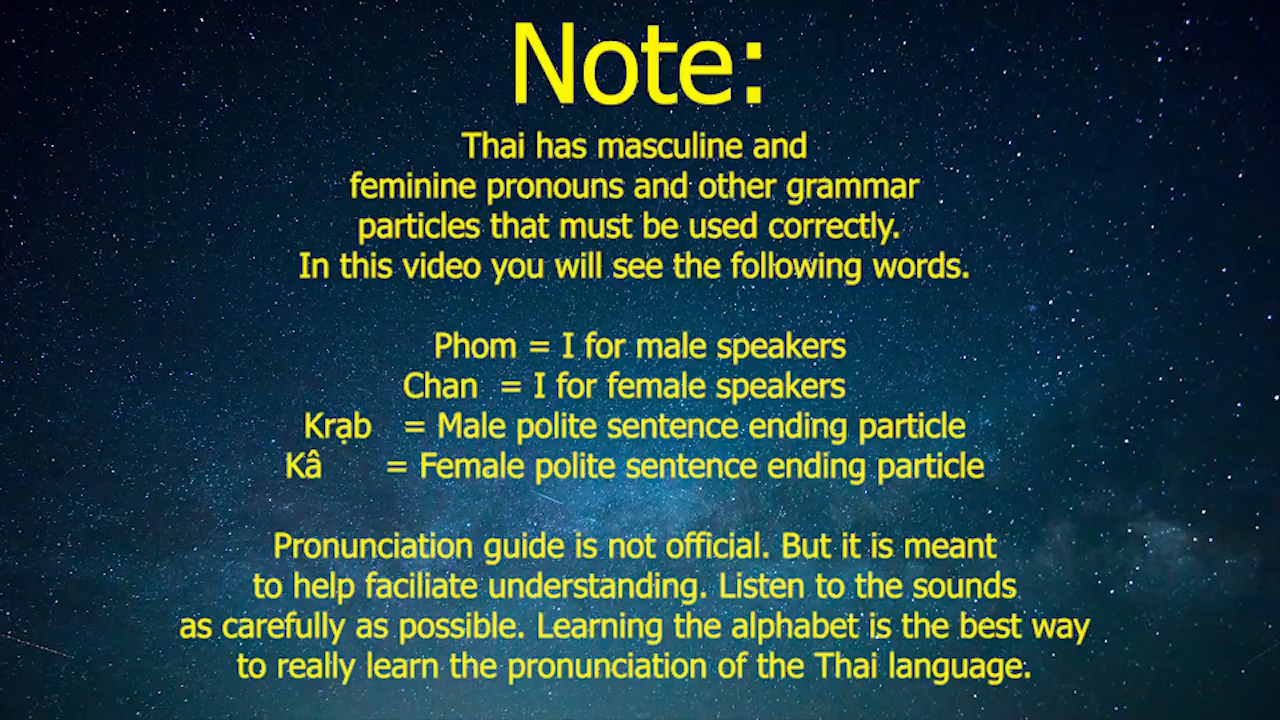 Note:
Thai has masculine and
feminine pronouns and other grammar
particles that must be used correctly.
In this video you will see the following words.
Phom = I for male speakers
Chan = I for female speakers
Krạb = Male polite sentence ending particle
Kâ = Female polite sentence ending particle
Pronunciation guide is not official. But it is meant
to help faciliate understanding. Listen to the sounds
as carefully as possible. Learning the alphabet is the best way
to really learn the pronunciation of the Thai language.